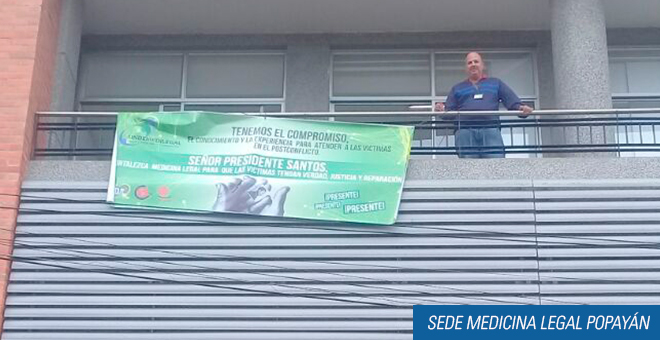 TENEMOS EL COMPROMISO,
EL CONOCIMIENTO Y LA EXPERIENCIA PARA ATENDER A LAS VÍCTIMAS
EN EL POSTCONFLICTO.
SEÑOR PRESIDENTE SANTOS,
FORTALEZCA MEDICINA LEGAL PARA QUE LAS VÍCTIMAS TENGAN VERDAD, JUSTICIA Y REPARACIÓN
¡PRESENTE!
¡PRESENTE!
¡PRESENTE!
SEDE MEDICINA LEGAL POPAYÁN